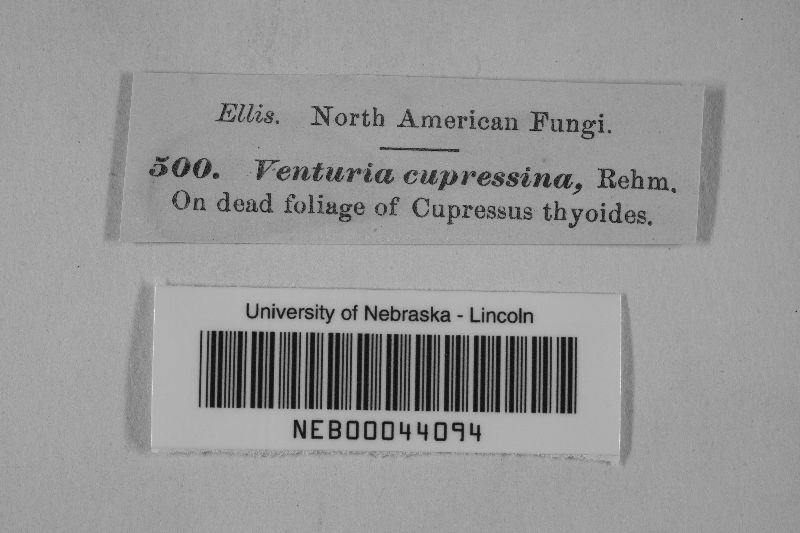 Ellis. North American Fungi.
500. Venturia cupressina, Rehm.
On dead foliage of Cupressus thyoides.
University of Nebraska - Lincoln
NEB00044094